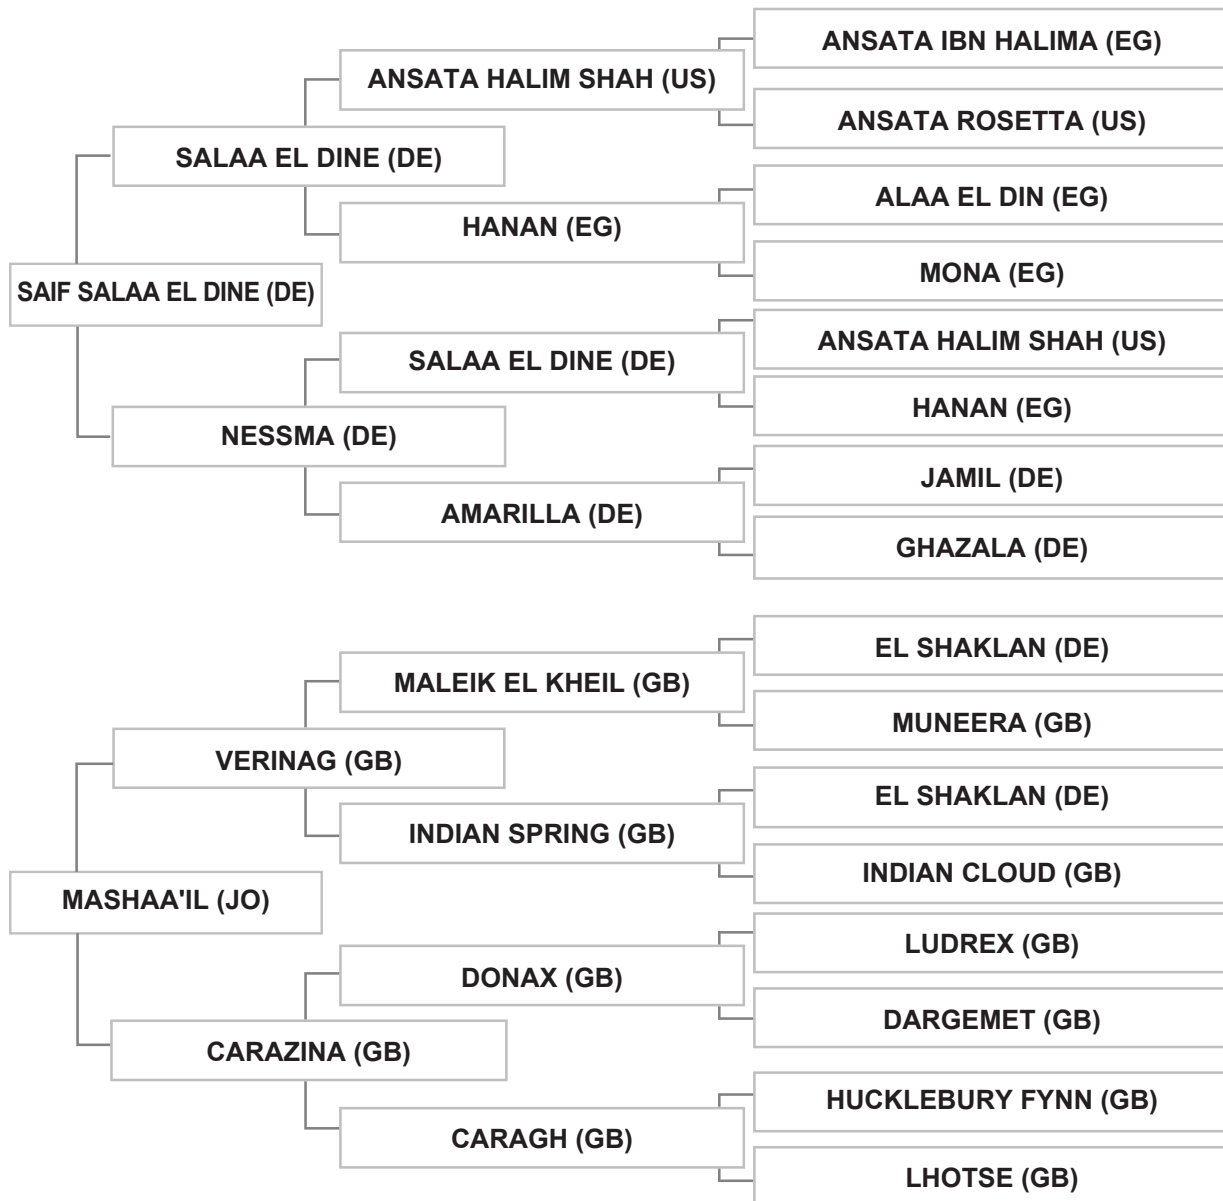 ANSATA IBN HALIMA (EG)
ANSATA HALIM SHAH (US)
ANSATA ROSETTA (US)
SALAA EL DINE (DE)
ALAA EL DIN (EG)
HANAN (EG)
MONA (EG)
SAIF SALAA EL DINE (DE)
ANSATA HALIM SHAH (US)
SALAA EL DINE (DE)
HANAN (EG)
NESSMA (DE)
JAMIL (DE)
AMARILLA (DE)
GHAZALA (DE)
EL SHAKLAN (DE)
MALEIK EL KHEIL (GB)
MUNEERA (GB)
VERINAG (GB)
EL SHAKLAN (DE)
INDIAN SPRING (GB)
INDIAN CLOUD (GB)
MASHAA'IL (JO)
LUDREX (GB)
DONAX (GB)
DARGEMET (GB)
CARAZINA (GB)
HUCKLEBURY FYNN (GB)
CARAGH (GB)
LHOTSE (GB)